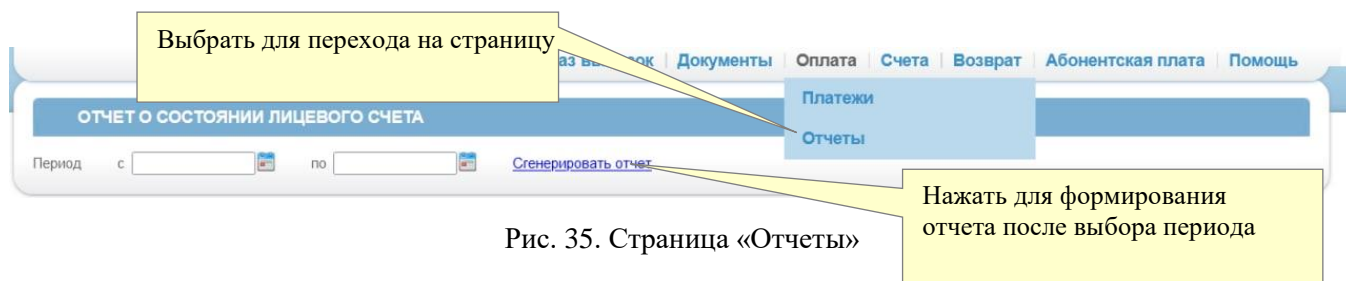 Выбрать для перехода на страницу
Документы Оплата Счета Возврат Абонентская плата Помощь
Платежи
ОТЧЕТ О СОСТОЯНИИ ЛИЦЕВОГО СЧЕТА
Отчеты
Период с по Сгенерировать отчет
Нажать для формирования
отчета после выбора периода
Рис. 35. Страница «Отчеты»